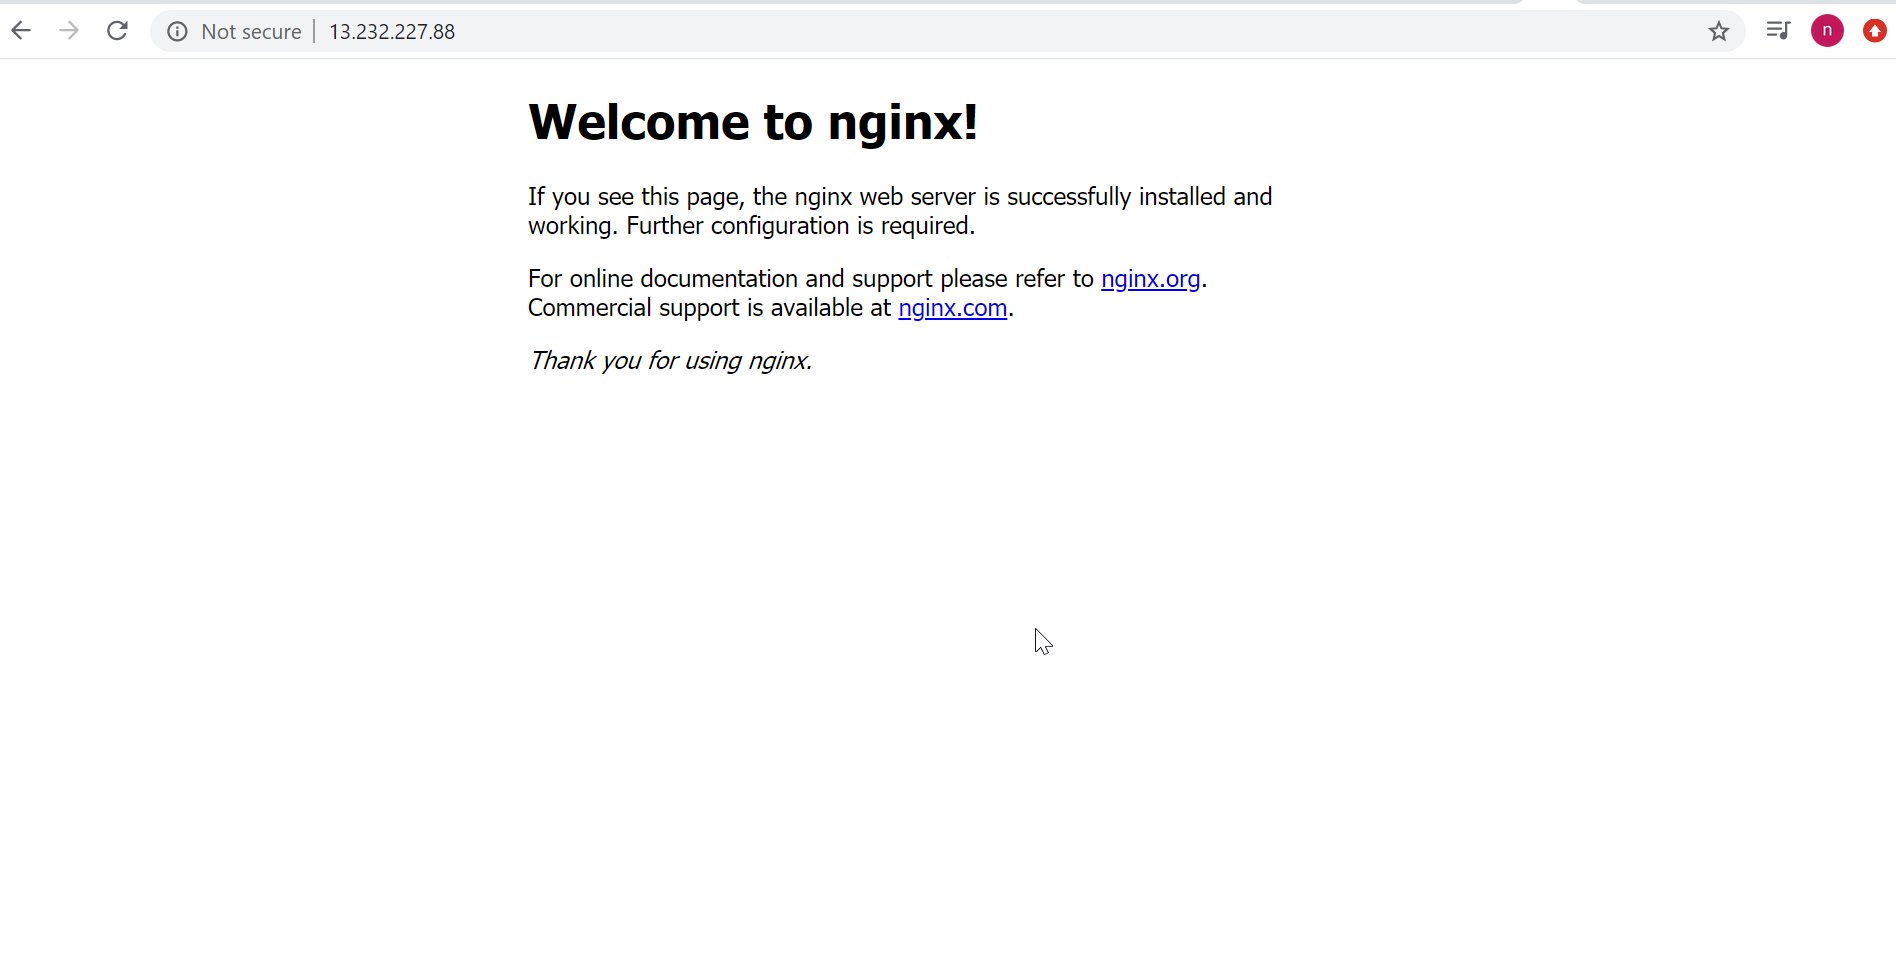 Not secure | 13.232.227.88
n
Welcome to nginx!
If you see this page, the nginx web server is successfully installed and
working. Further configuration is required.
For online documentation and support please refer to nginx.org.
Commercial support is available at nginx.com.
Thank you for using nginx.